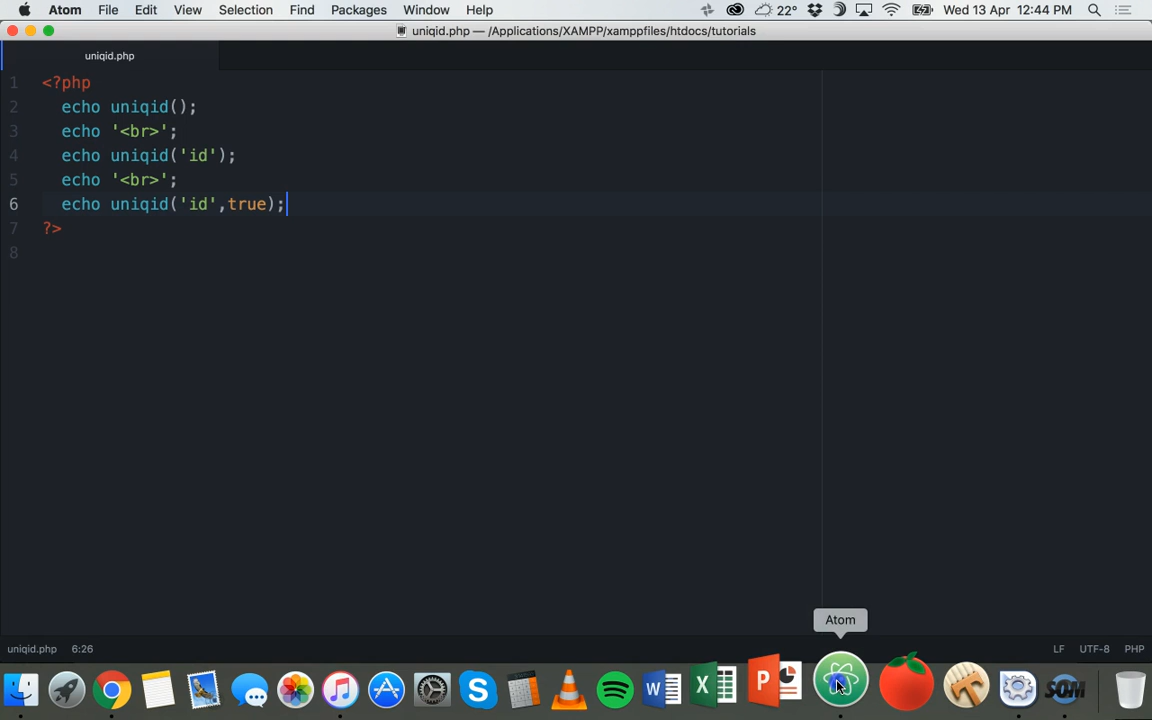 Atom File Edit View Selection Find Packages Window Help 22° Wed 13 Apr 12:44 PM
uniqid.php — /Applications/XAMPP/xamppfiles/htdocs/tutorials
uniqid.php
1 <?php
2 echo uniqid();
3 echo '<br>';
4 echo uniqid('id');
5 echo '<br>';
6 echo uniqid('id',true);
7 ?>
8
Atom
uniqid.php 6:26 LF UTF-8 PHP
SOM